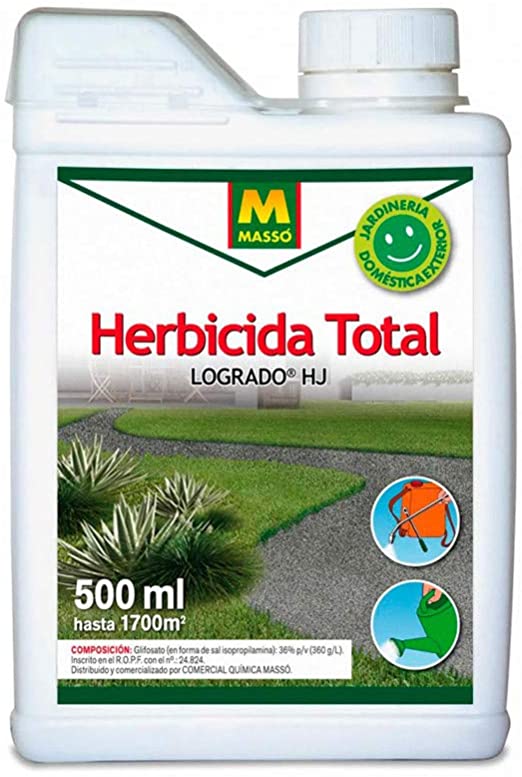 M
MASSÓ
JARDINERIA
DOMÉSTICA EXTERIOR
Herbicida Total
LOGRADO® HJ
500 ml
hasta 1700m²
COMPOSICIÓN: Glifosato (en forma de sal isopropilamina): 36% p/v (360 g/L).
Inscrito en el R.O.P.F. con el nº.: 24.824.
Distribuido y comercializado por COMERCIAL QUÍMICA MASSÓ.